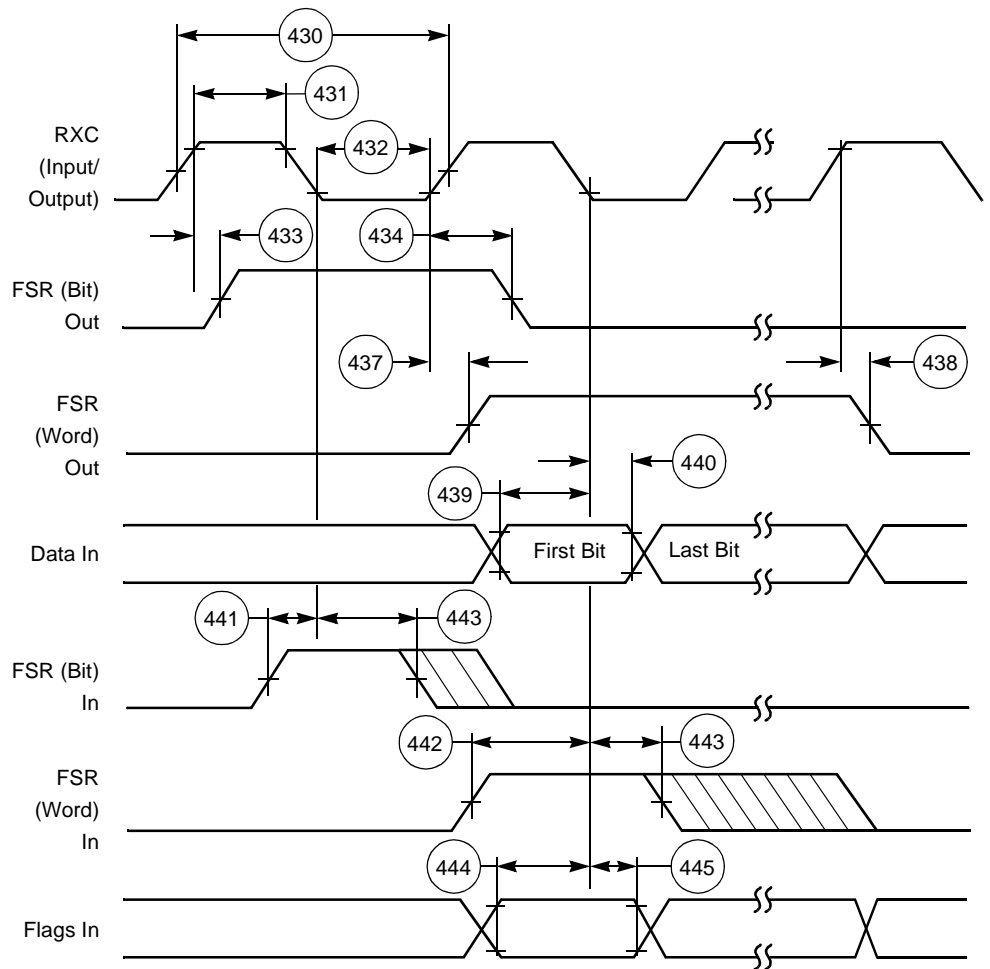 430
431
RXC
(Input/
Output)
432
433
434
FSR (Bit)
Out
437
438
FSR
(Word)
Out
440
439
Data In
First Bit
Last Bit
441
443
FSR (Bit)
In
442
443
FSR
(Word)
In
444
445
Flags In